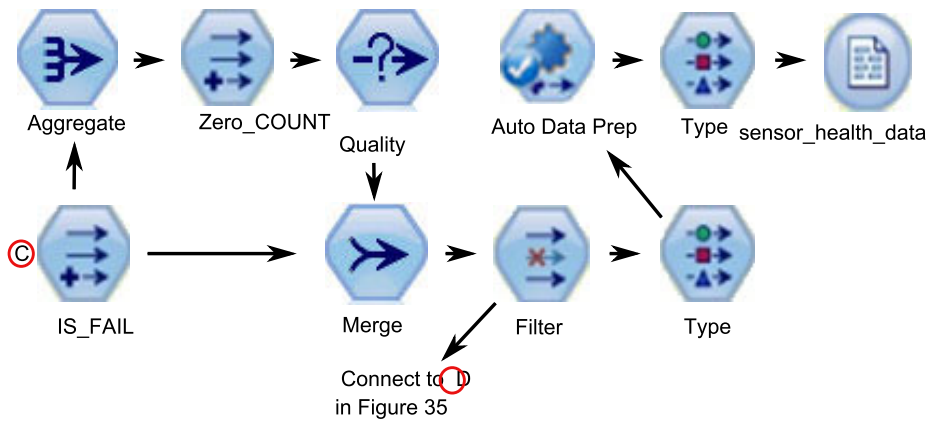 Aggregate
Zero_COUNT
Quality
Auto Data Prep
Type
sensor_health_data
C
IS_FAIL
Merge
Filter
Type
Connect to D
in Figure 35